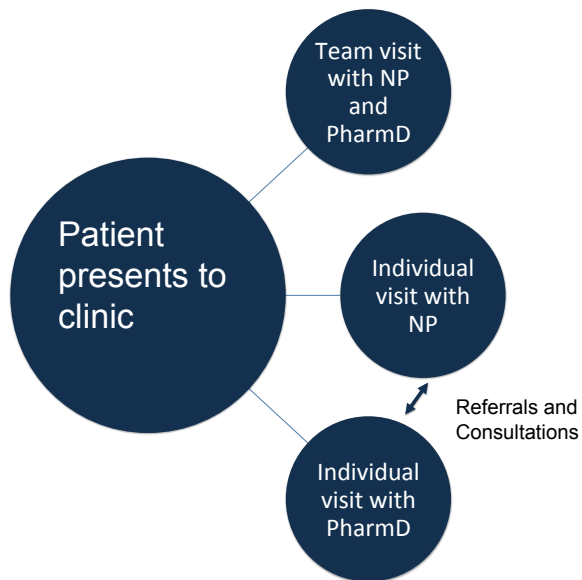 Team visit
with NP
and
PharmD
Patient
presents to
clinic
Individual
visit with
NP
Referrals and
Consultations
Individual
visit with
PharmD